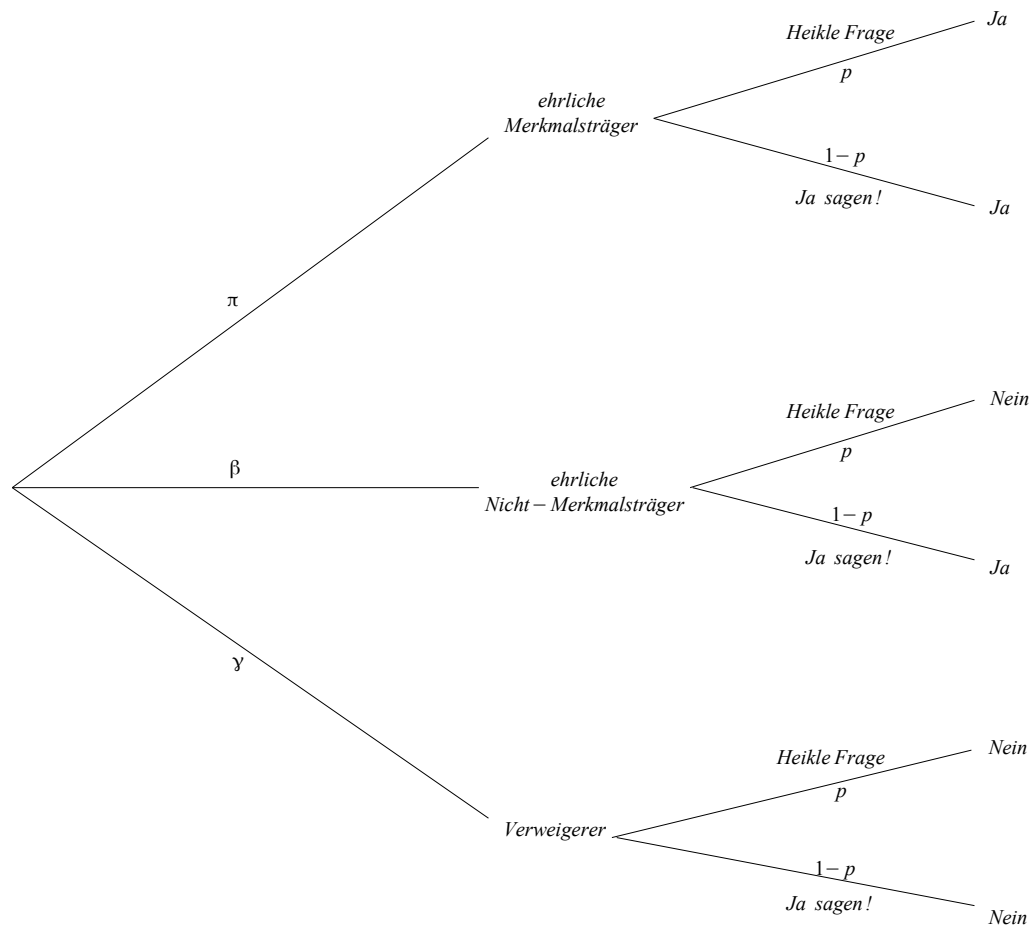 Heikle Frage
Ja
p
ehrliche
Merkmalsträger
1 − p
Ja sagen !
Ja
π
Heikle Frage
Nein
p
β
ehrliche
Nicht − Merkmalsträger
1 − p
Ja sagen !
Ja
γ
Heikle Frage
Nein
p
Verweigerer
1 − p
Ja sagen !
Nein